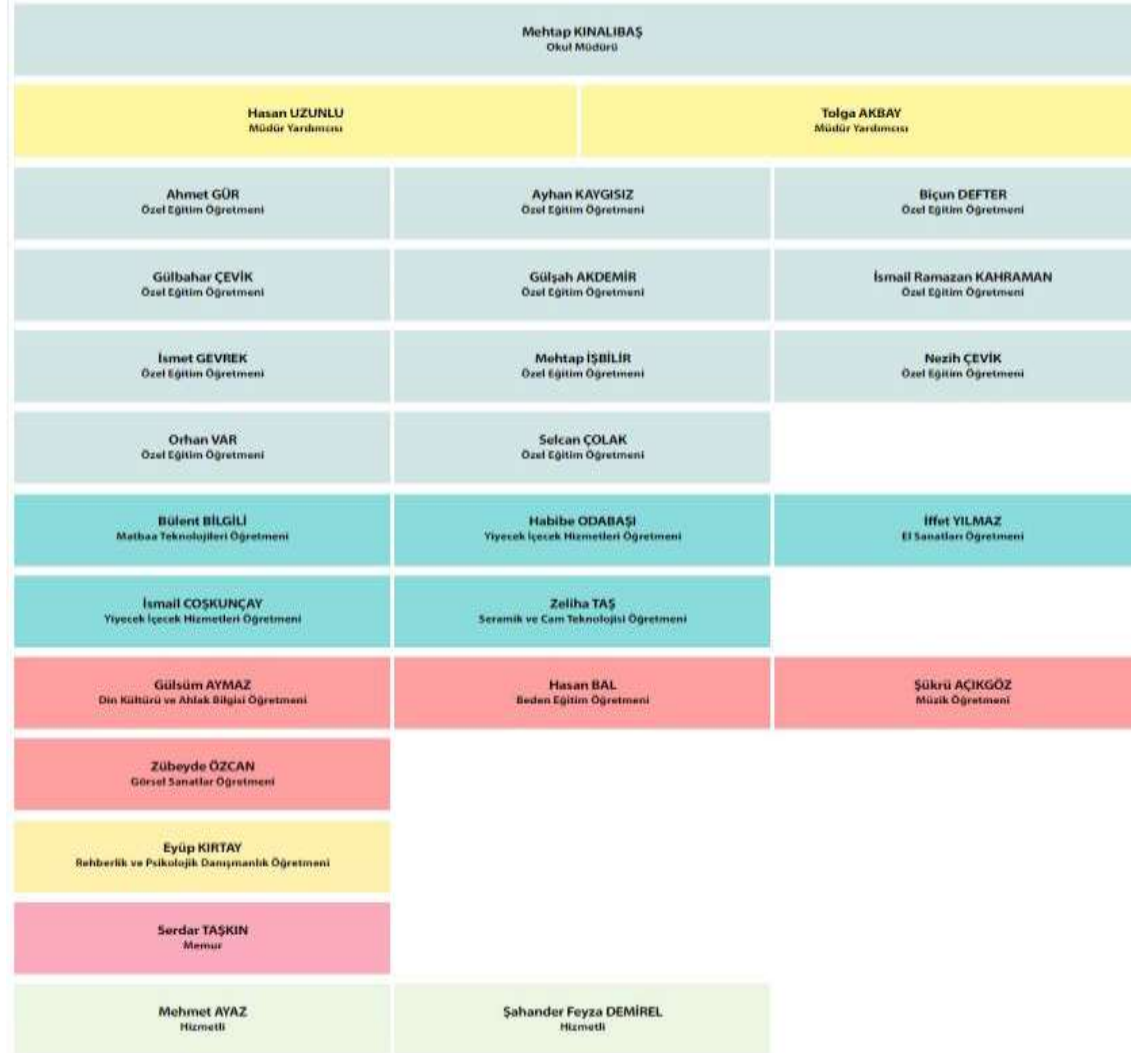 Mehtap KINALIBAŞ
Okul Müdürü
Hasan UZUNLU
Müdür Yardımcısı
Tolga AKBAY
Müdür Yardımcısı
Ahmet GÜR
Özel Eğitim Öğretmeni
Ayhan KAYGISIZ
Özel Eğitim Öğretmeni
Biçun DEFTER
Özel Eğitim Öğretmeni
Gülbahar ÇEVİK
Özel Eğitim Öğretmeni
Gülşah AKDEMİR
Özel Eğitim Öğretmeni
İsmail Ramazan KAHRAMAN
Özel Eğitim Öğretmeni
İsmet GEVREK
Özel Eğitim Öğretmeni
Mehtap İŞBİLİR
Özel Eğitim Öğretmeni
Nezih ÇEVİK
Özel Eğitim Öğretmeni
Orhan VAR
Özel Eğitim Öğretmeni
Selcan ÇOLAK
Özel Eğitim Öğretmeni
Bülent BİLGİLİ
Matbaa Teknolojileri Öğretmeni
Habibe ODABAŞI
Yiyecek İçecek Hizmetleri Öğretmeni
İffet YILMAZ
El Sanatları Öğretmeni
İsmail COŞKUNÇAY
Yiyecek İçecek Hizmetleri Öğretmeni
Zeliha TAŞ
Seramik ve Cam Teknolojisi Öğretmeni
Gülsüm AYMAZ
Din Kültürü ve Ahlak Bilgisi Öğretmeni
Hasan BAL
Beden Eğitim Öğretmeni
Şükrü AÇIKGÖZ
Müzik Öğretmeni
Zübeyde ÖZCAN
Görsel Sanatlar Öğretmeni
Eyüp KIRTAY
Rehberlik ve Psikolojik Danışmanlık Öğretmeni
Serdar TAŞKIN
Memur
Mehmet AYAZ
Hizmetli
Şahander Feyza DEMİREL
Hizmetli